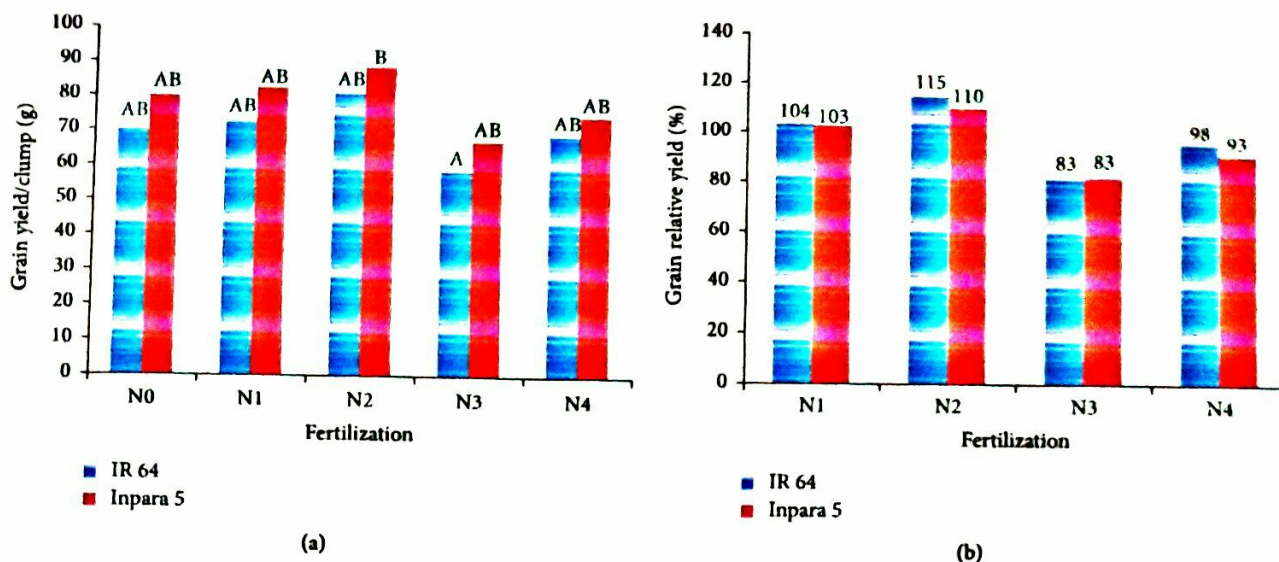 Grain yield/clump (g)
100
90
80
70
60
50
40
30
20
10
0
AB
AB
AB
AB
AB
B
A
AB
AB
AB
N0
N1
N2
N3
N4
Fertilization
IR 64
Inpara 5
(a)
Grain relative yield (%)
140
120
100
80
60
40
20
0
104
103
115
110
83
83
98
93
N1
N2
N3
N4
Fertilization
IR 64
Inpara 5
(b)